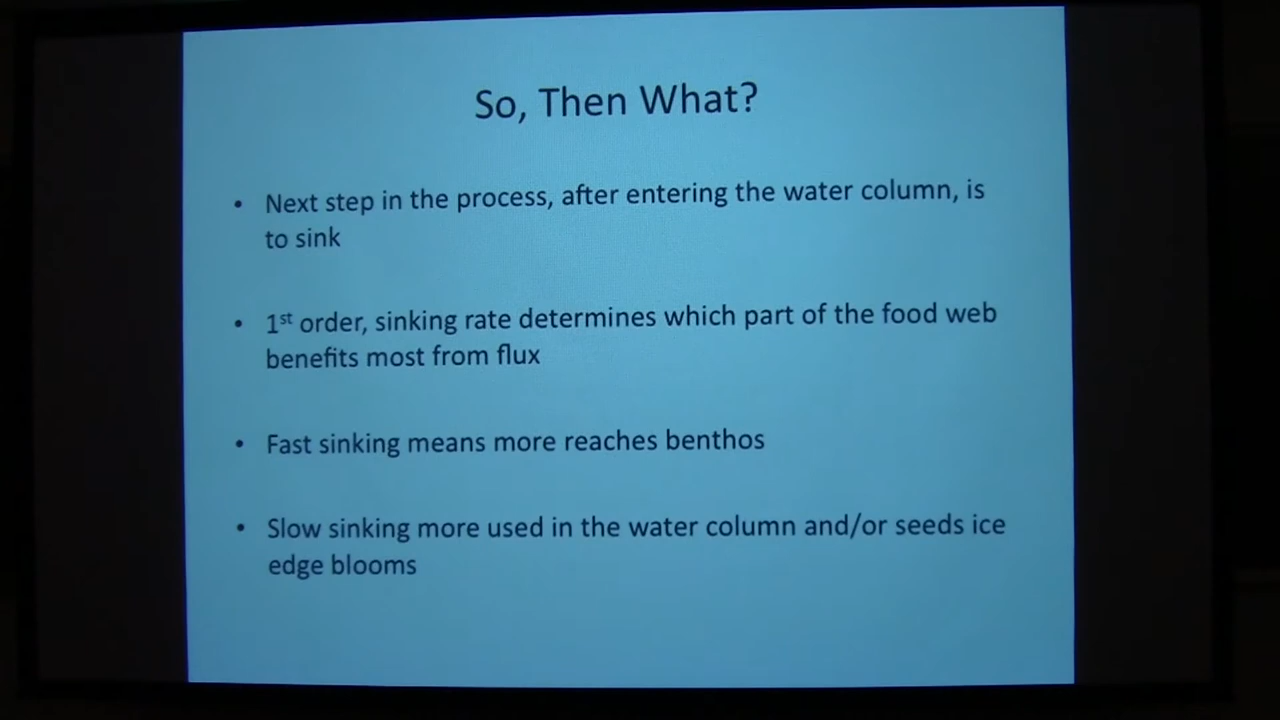 So, Then What?
• Next step in the process, after entering the water column, is
to sink
• 1st order, sinking rate determines which part of the food web
benefits most from flux
• Fast sinking means more reaches benthos
• Slow sinking more used in the water column and/or seeds ice
edge blooms